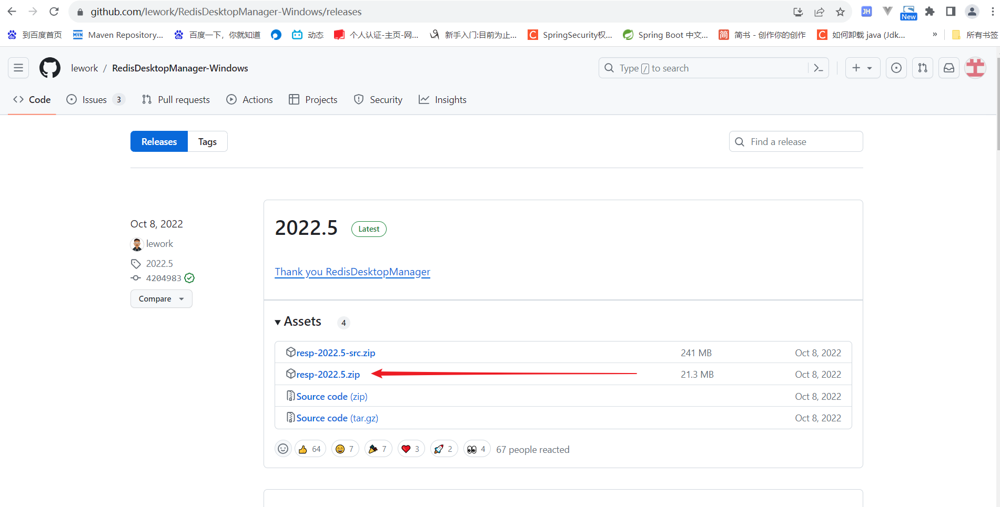 github.com/lework/RedisDesktopManager-Windows/releases
JH
New
到百度首页
MVN
Maven Repository...
百度一下，你就知道
动态
个人认证-主页-网...
新手入门:目前为止...
C
SpringSecurity权...
Spring Boot 中文...
简
简书 - 创作你的创作
C
如何卸载 java (Jdk...
»
所有书签
lework / RedisDesktopManager-Windows
Type / to search
Code
Issues 3
Pull requests
Actions
Projects
Security
Insights
Releases
Tags
Find a release
Oct 8, 2022
lework
2022.5
4204983
Compare
2022.5 Latest
Thank you RedisDesktopManager
Assets 4
resp-2022.5-src.zip 241 MB Oct 8, 2022
resp-2022.5.zip 21.3 MB Oct 8, 2022
Source code (zip) Oct 8, 2022
Source code (tar.gz) Oct 8, 2022
64 7 7 3 2 4 67 people reacted